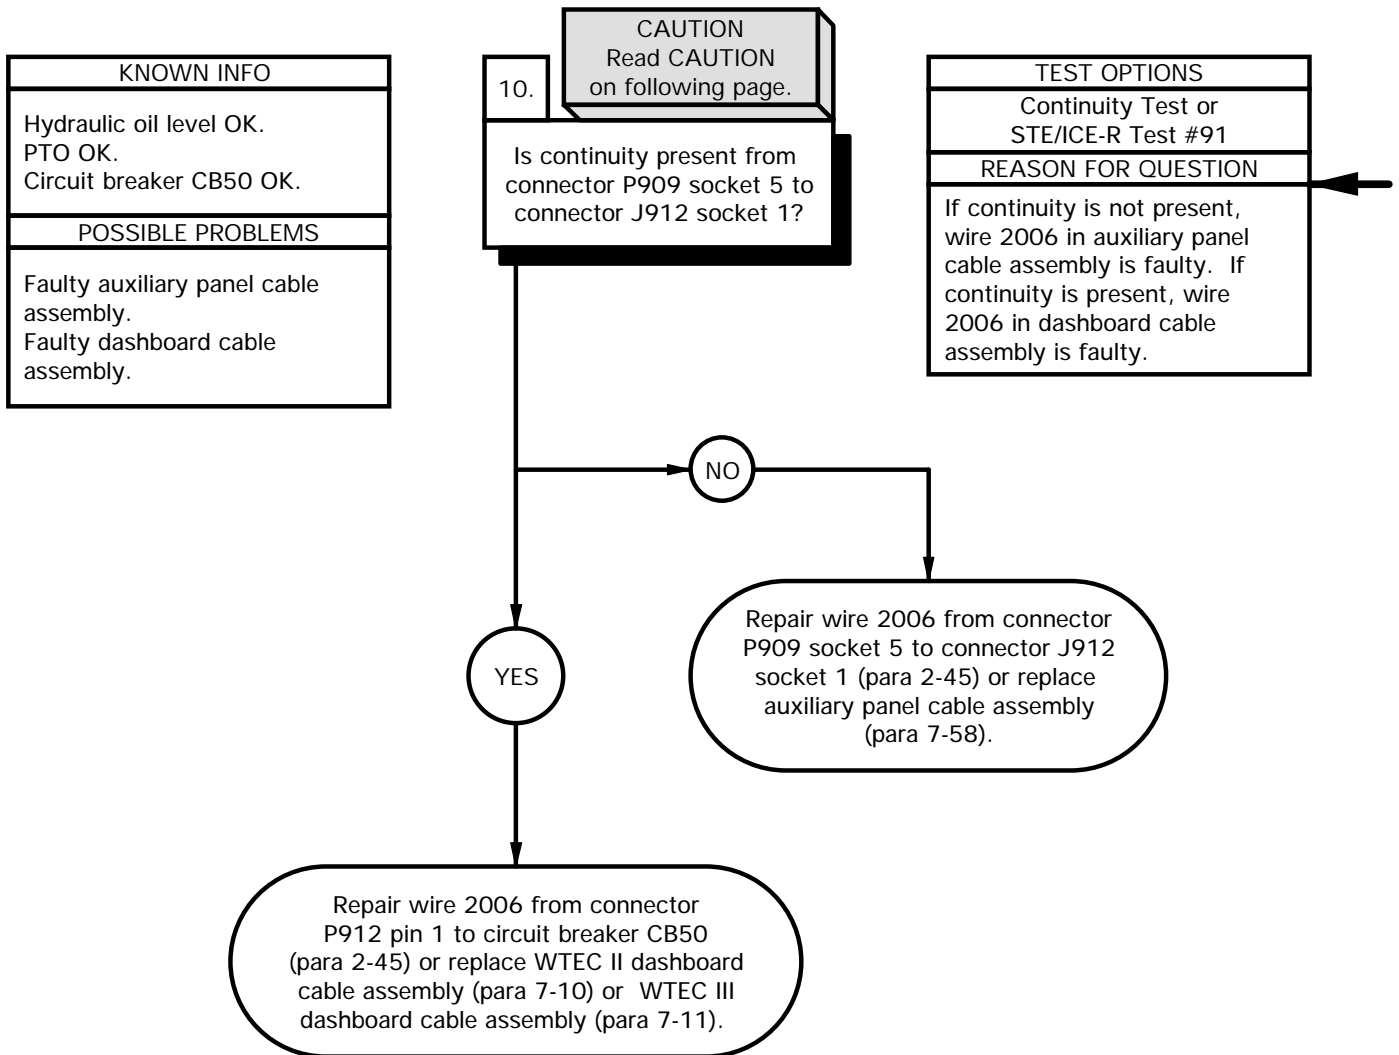 KNOWN INFO
Hydraulic oil level OK.
PTO OK.
Circuit breaker CB50 OK.
POSSIBLE PROBLEMS
Faulty auxiliary panel cable
assembly.
Faulty dashboard cable
assembly.
CAUTION
Read CAUTION
on following page.
10.
Is continuity present from
connector P909 socket 5 to
connector J912 socket 1?
TEST OPTIONS
Continuity Test or
STE/ICE-R Test #91
REASON FOR QUESTION
If continuity is not present,
wire 2006 in auxiliary panel
cable assembly is faulty.  If
continuity is present, wire
2006 in dashboard cable
assembly is faulty.
NO
Repair wire 2006 from connector
P909 socket 5 to connector J912
socket 1 (para 2-45) or replace
auxiliary panel cable assembly
(para 7-58).
YES
Repair wire 2006 from connector
P912 pin 1 to circuit breaker CB50
(para 2-45) or replace WTEC II dashboard
cable assembly (para 7-10) or  WTEC III
dashboard cable assembly (para 7-11).